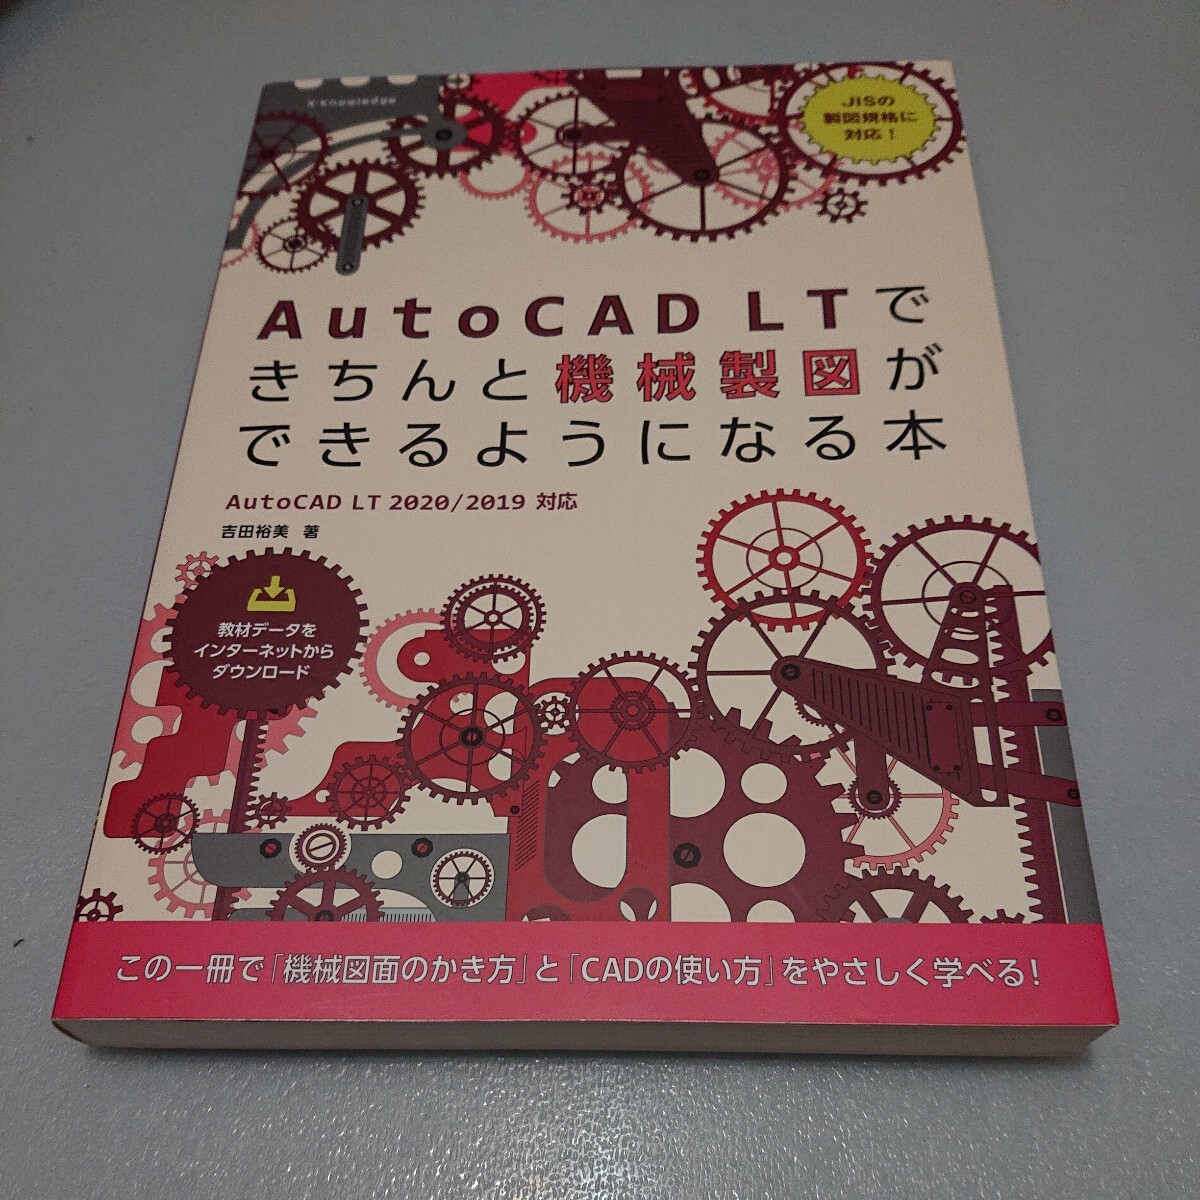 X-Knowledge
JISの
製図規格に
対応！
AutoCAD LTで
きちんと機械製図が
できるようになる本
AutoCAD LT 2020/2019 対応
吉田裕美 著
教材データを
インターネットから
ダウンロード
この一冊で「機械図面のかき方」と「CADの使い方」をやさしく学べる！